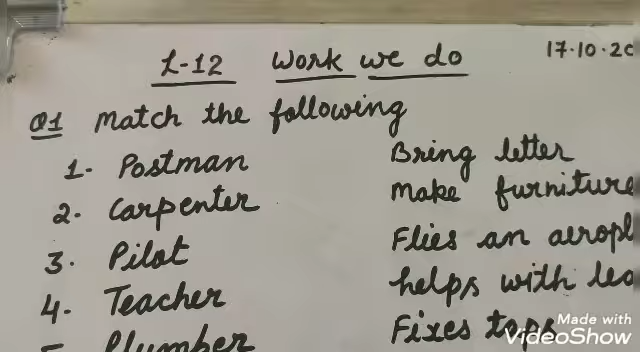 L-12 Work we do 17.10.20
Q1 Match the following
1. Postman Bring letter
2. Carpenter Make furniture
3. Pilot Flies an aeropl
4. Teacher helps with lea
Plumber Fixes taps
Made with
VideoShow